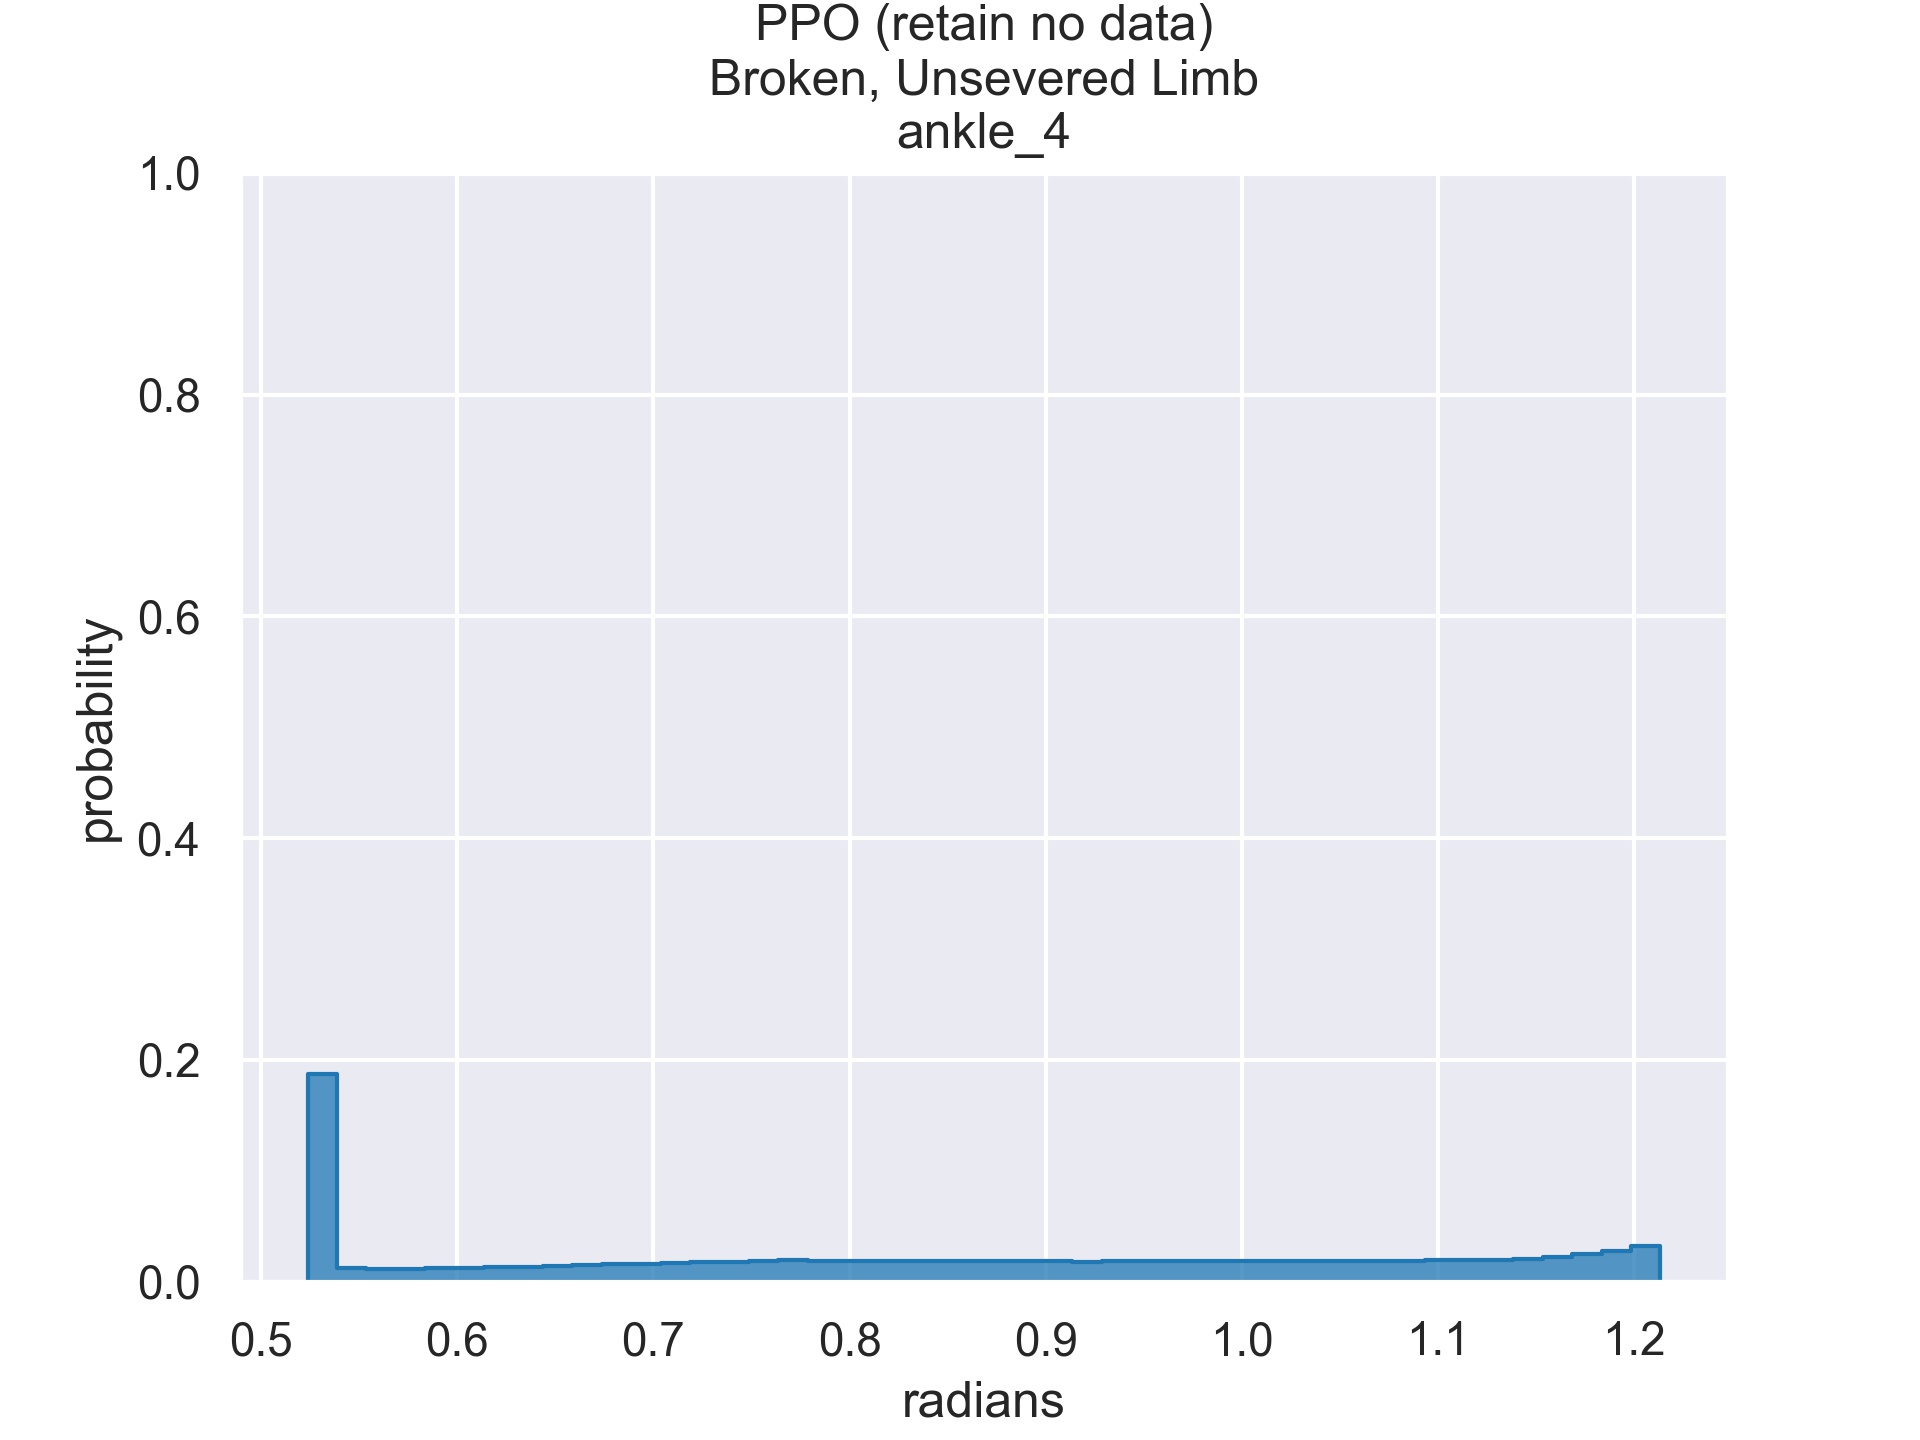 PPO (retain no data)
Broken, Unsevered Limb
ankle_4
1.0
0.8
0.6
0.4
0.2
0.0
probability
0.5 0.6 0.7 0.8 0.9 1.0 1.1 1.2
radians